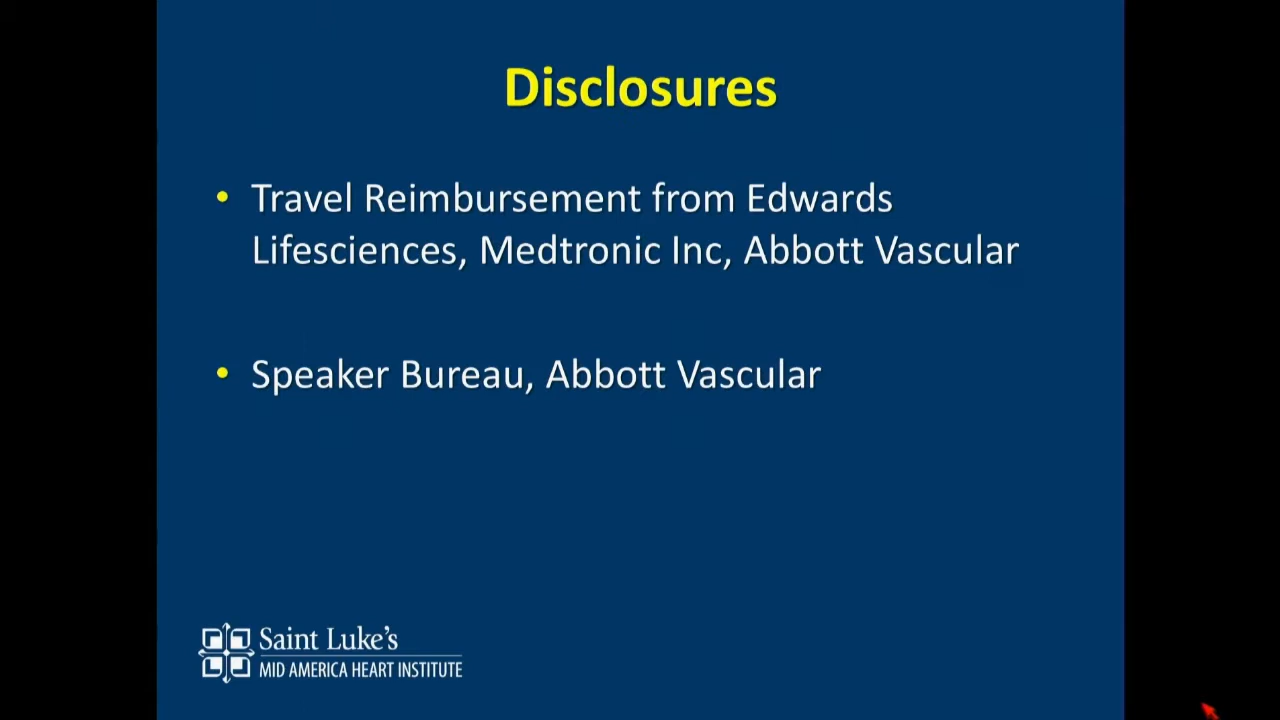 Disclosures
• Travel Reimbursement from Edwards
Lifesciences, Medtronic Inc, Abbott Vascular
• Speaker Bureau, Abbott Vascular
Saint Luke's
MID AMERICA HEART INSTITUTE